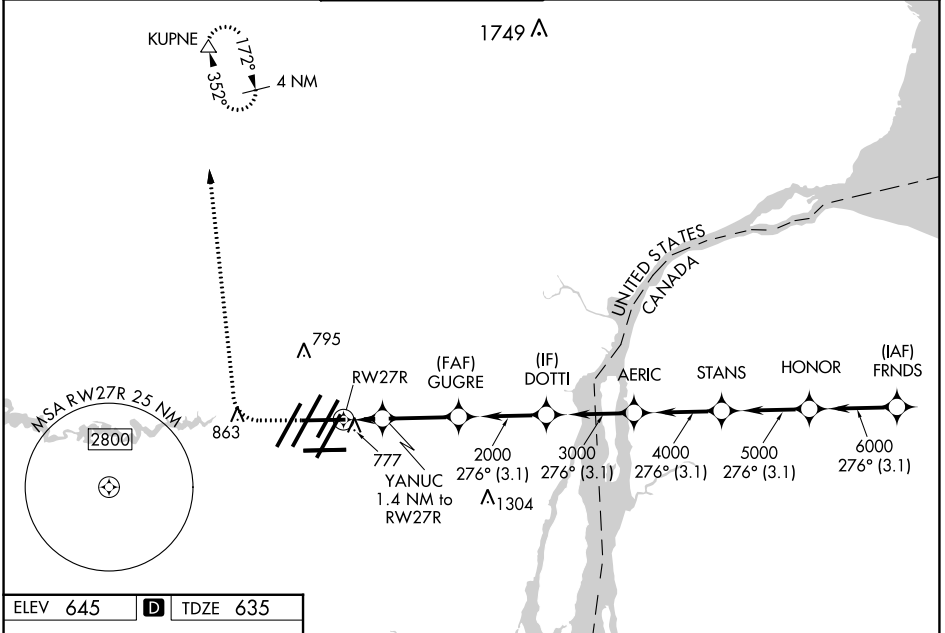 1749
KUPNE
172°
352°
4 NM
UNITED STATES
CANADA
795
RW27R
(FAF)
GUGRE
(IF)
DOTTI
AERIC
STANS
HONOR
(IAF)
FRNDS
MSA RW27R 25 NM
2800
863
777
YANUC
1.4 NM to
RW27R
2000
276° (3.1)
3000
276° (3.1)
4000
276° (3.1)
5000
276° (3.1)
6000
276° (3.1)
1304
ELEV 645 D TDZE 635